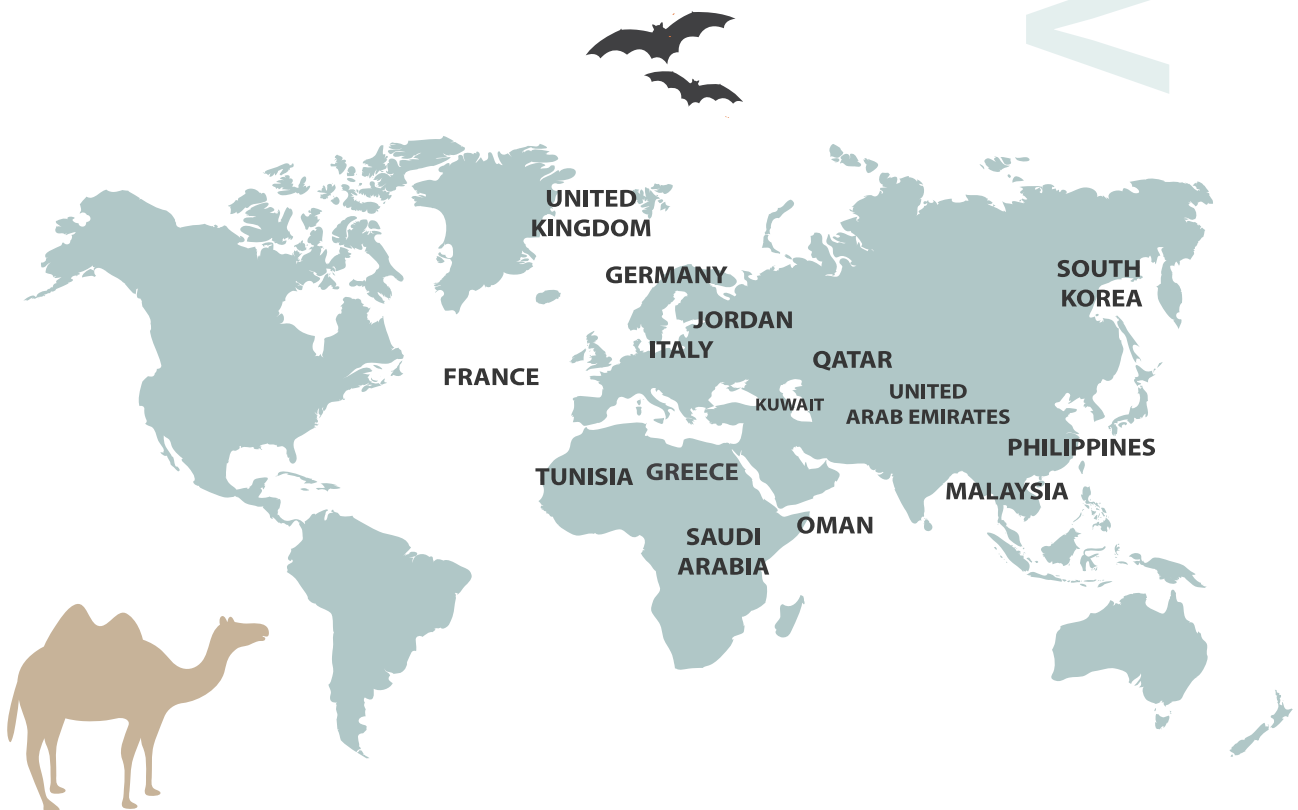 UNITED
KINGDOM
GERMANY
SOUTH
KOREA
JORDAN
ITALY
QATAR
FRANCE
UNITED
ARAB EMIRATES
KUWAIT
PHILIPPINES
TUNISIA
GREECE
MALAYSIA
OMAN
SAUDI
ARABIA